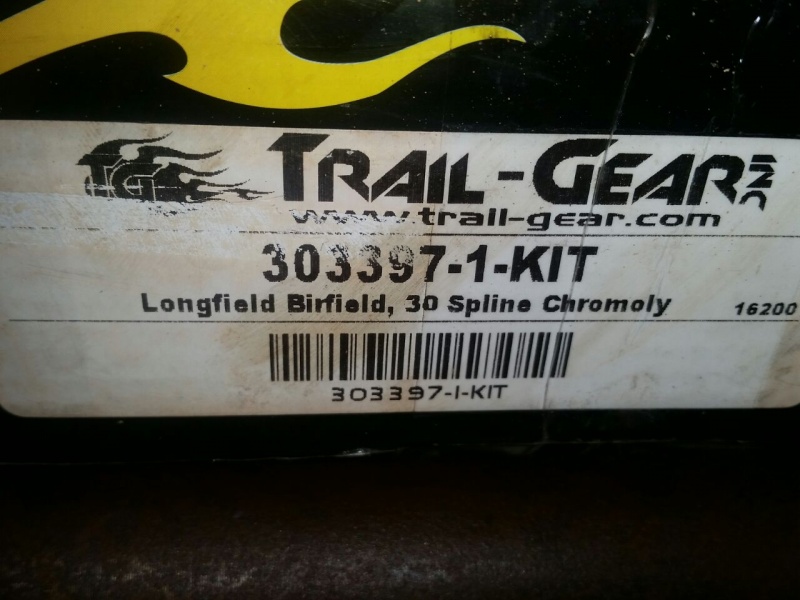 TG TRAIL-GEAR INC
www.trail-gear.com
303397-1-KIT
Longfield Birfield, 30 Spline Chromoly 16200
303397-1-KIT